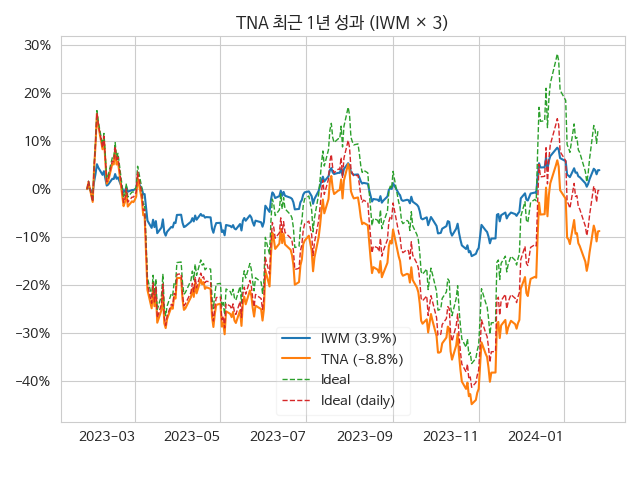 TNA 최근 1년 성과 (IWM × 3)
30%
20%
10%
0%
−10%
−20%
−30%
−40%
IWM (3.9%)
TNA (−8.8%)
Ideal
Ideal (daily)
2023−03 2023−05 2023−07 2023−09 2023−11 2024−01